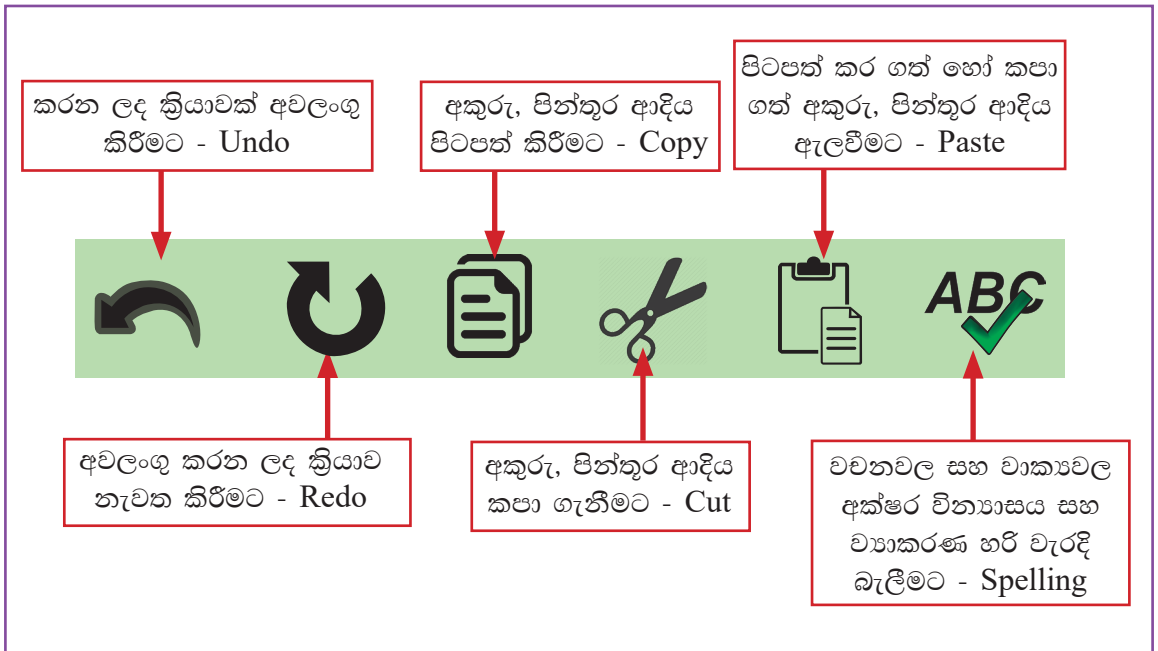 කරන ලද ක්‍රියාවක් අවලංගු
කිරීමට - Undo
අකුරු, පින්තූර ආදිය
පිටපත් කිරීමට - Copy
පිටපත් කර ගත් හෝ කපා
ගත් අකුරු, පින්තූර ආදිය
ඇලවීමට - Paste
ABC
අවලංගු කරන ලද ක්‍රියාව
නැවත කිරීමට - Redo
අකුරු, පින්තූර ආදිය
කපා ගැනීමට - Cut
වචනවල සහ වාක්‍යවල
අක්ෂර වින්‍යාසය සහ
ව්‍යාකරණ හරි වැරදි
බැලීමට - Spelling